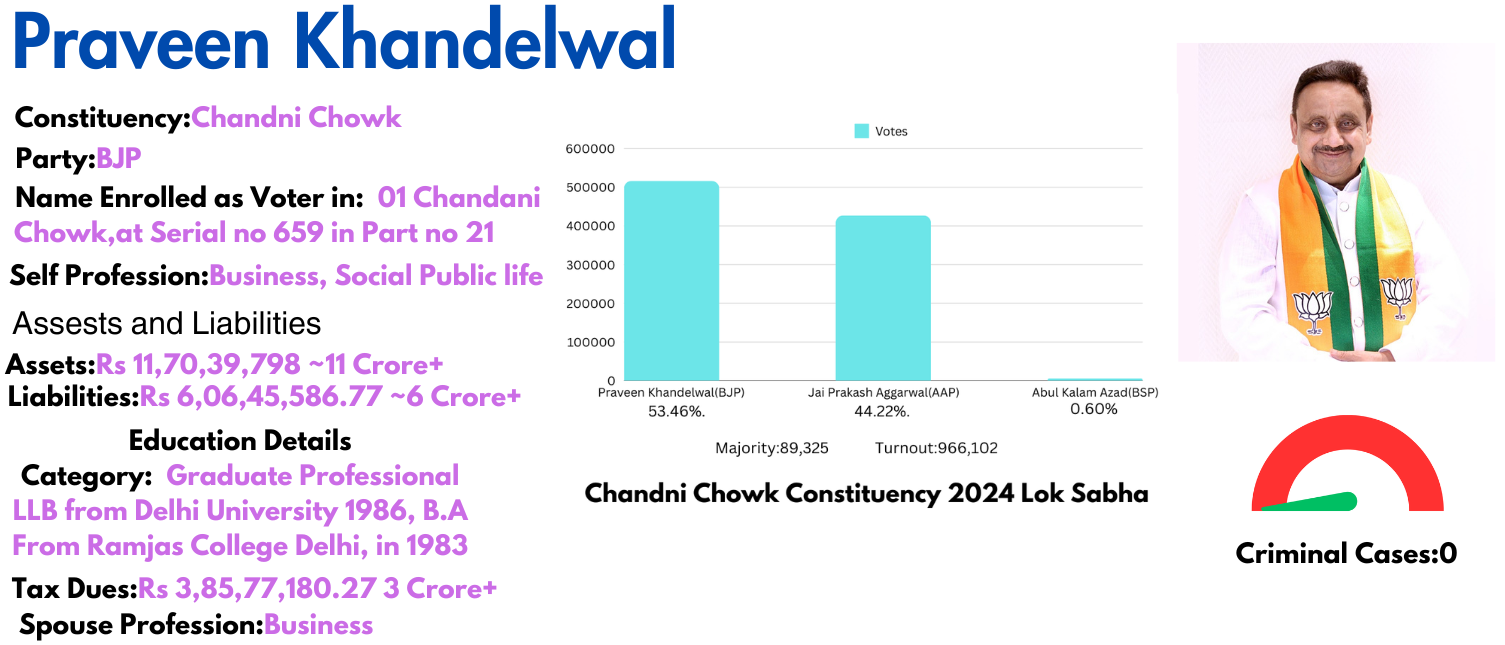 Praveen Khandelwal
Constituency:Chandni Chowk
Party:BJP
Name Enrolled as Voter in: 01 Chandani
Chowk,at Serial no 659 in Part no 21
Self Profession:Business, Social Public life
Assests and Liabilities
Assets:Rs 11,70,39,798 ~11 Crore+
Liabilities:Rs 6,06,45,586.77 ~6 Crore+
Education Details
Category: Graduate Professional
LLB from Delhi University 1986, B.A
From Ramjas College Delhi, in 1983
Tax Dues:Rs 3,85,77,180.27 3 Crore+
Spouse Profession:Business
Votes
600000
500000
400000
300000
200000
100000
0
Praveen Khandelwal(BJP) Jai Prakash Aggarwal(AAP) Abul Kalam Azad(BSP)
53.46%. 44.22%. 0.60%
Majority:89,325 Turnout:966,102
Chandni Chowk Constituency 2024 Lok Sabha
Criminal Cases:0